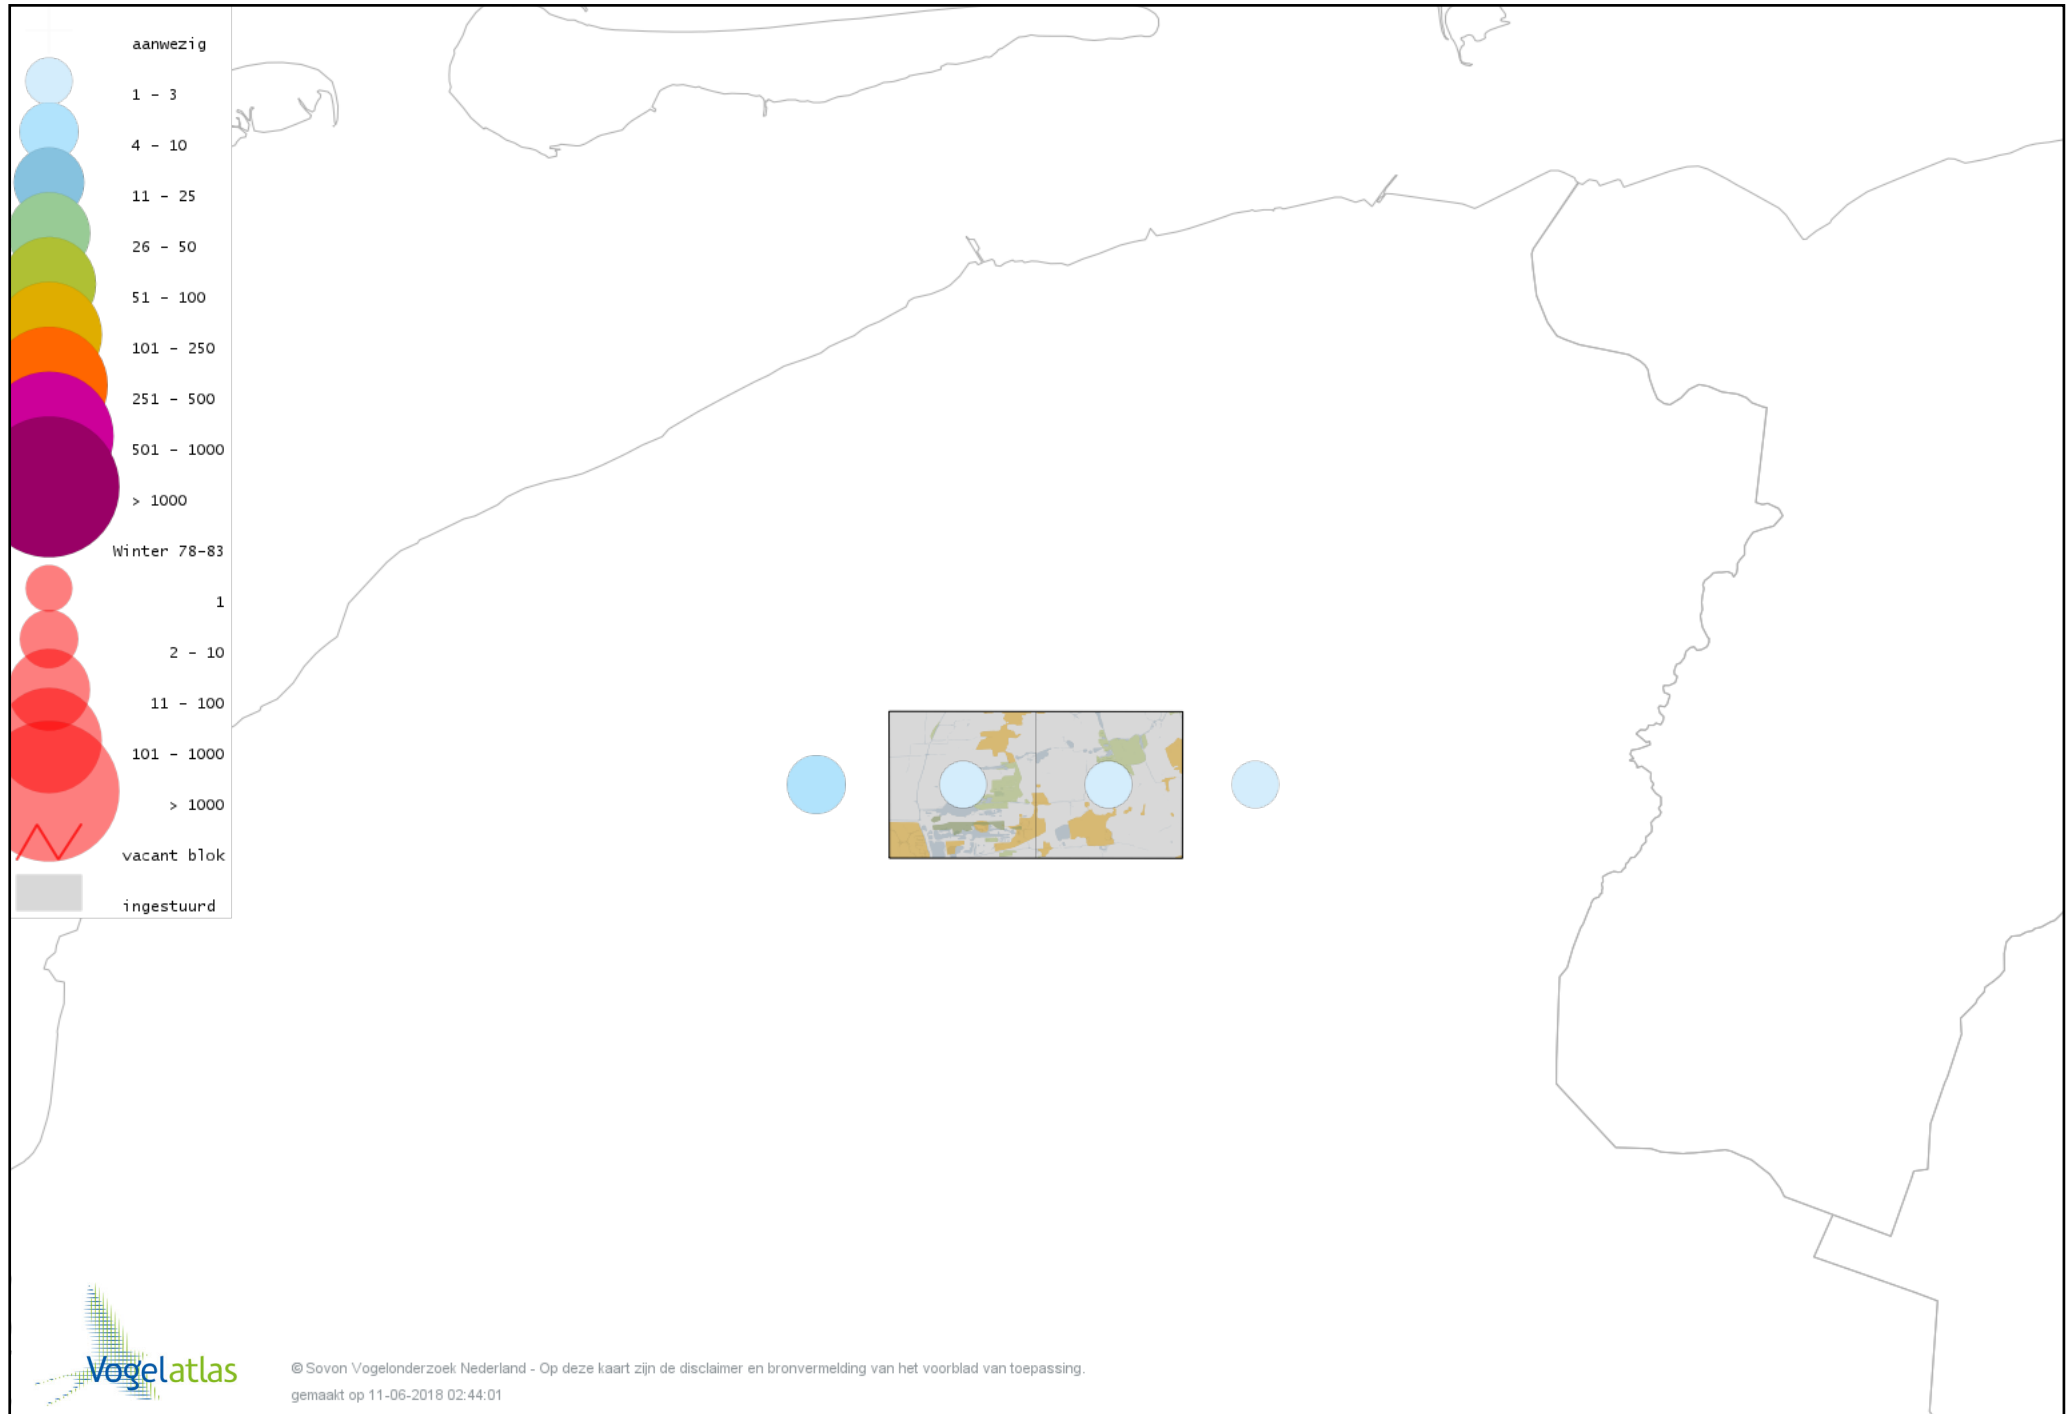 aanwezig
1 - 3
4 - 10
11 - 25
26 - 50
51 - 100
101 - 250
251 - 500
501 - 1000
> 1000
Winter 78-83
1
2 - 10
11 - 100
101 - 1000
> 1000
vacant blok
ingestuurd
Vogelatlas
© Sovon Vogelonderzoek Nederland - Op deze kaart zijn de disclaimer en bronvermelding van het voorblad van toepassing.
gemaakt op 11-06-2018 02:44:01